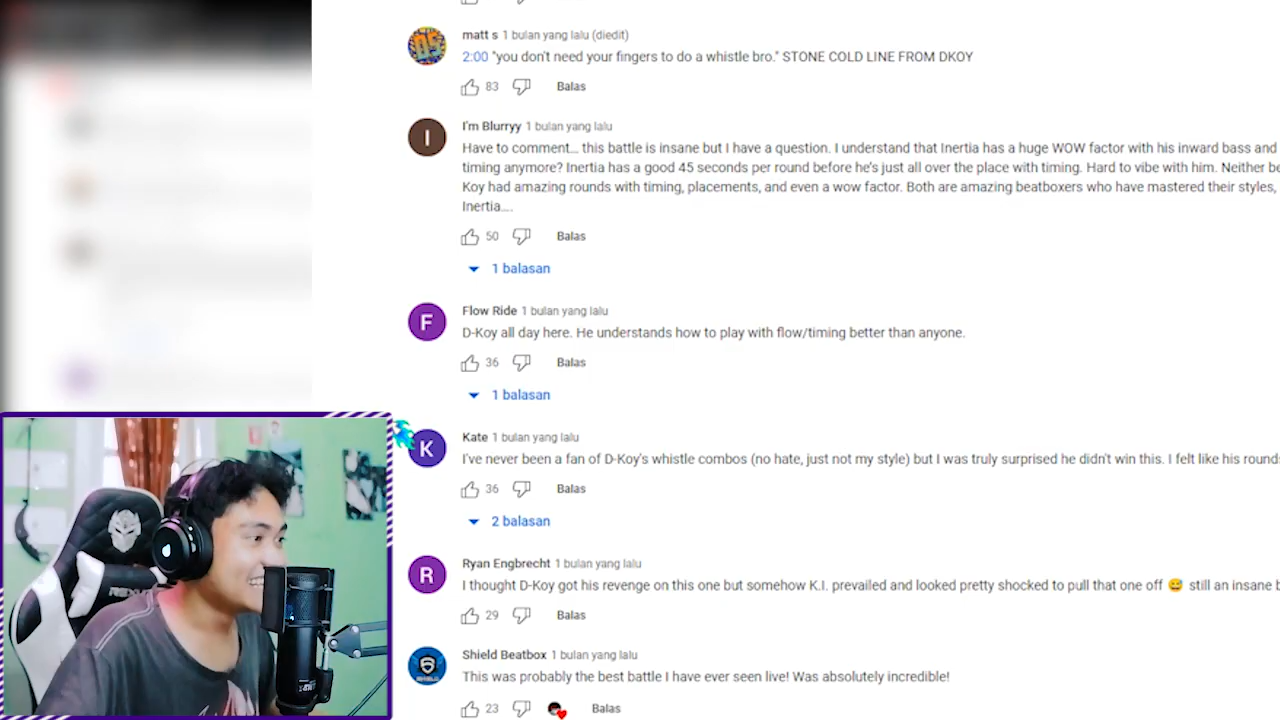 matt s 1 bulan yang lalu (diedit)
2:00 "you don't need your fingers to do a whistle bro." STONE COLD LINE FROM DKOY
83 Balas
I
I'm Blurryy 1 bulan yang lalu
Have to comment... this battle is insane but I have a question. I understand that Inertia has a huge WOW factor with his inward bass and
timing anymore? Inertia has a good 45 seconds per round before he's just all over the place with timing. Hard to vibe with him. Neither be
Koy had amazing rounds with timing, placements, and even a wow factor. Both are amazing beatboxers who have mastered their styles,
Inertia....
50 Balas
1 balasan
F
Flow Ride 1 bulan yang lalu
D-Koy all day here. He understands how to play with flow/timing better than anyone.
36 Balas
1 balasan
K
Kate 1 bulan yang lalu
I've never been a fan of D-Koy's whistle combos (no hate, just not my style) but I was truly surprised he didn't win this. I felt like his round
36 Balas
2 balasan
R
Ryan Engbrecht 1 bulan yang lalu
I thought D-Koy got his revenge on this one but somehow K.I. prevailed and looked pretty shocked to pull that one off 😅 still an insane b
29 Balas
Shield Beatbox 1 bulan yang lalu
This was probably the best battle I have ever seen live! Was absolutely incredible!
23 Balas